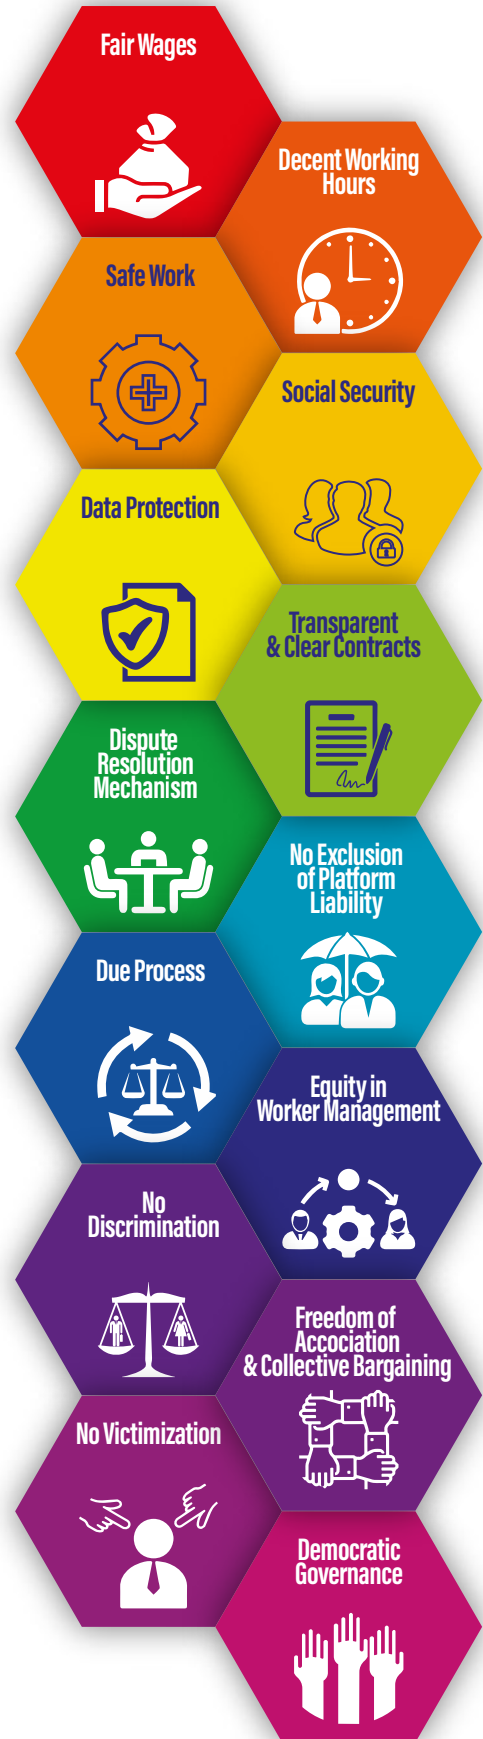 Fair Wages
Decent Working
Hours
Safe Work
Social Security
Data Protection
Transparent
& Clear Contracts
Dispute
Resolution
Mechanism
No Exclusion
of Platform
Liability
Due Process
Equity in
Worker Management
No
Discrimination
Freedom of
Accociation
& Collective Bargaining
No Victimization
Democratic
Governance